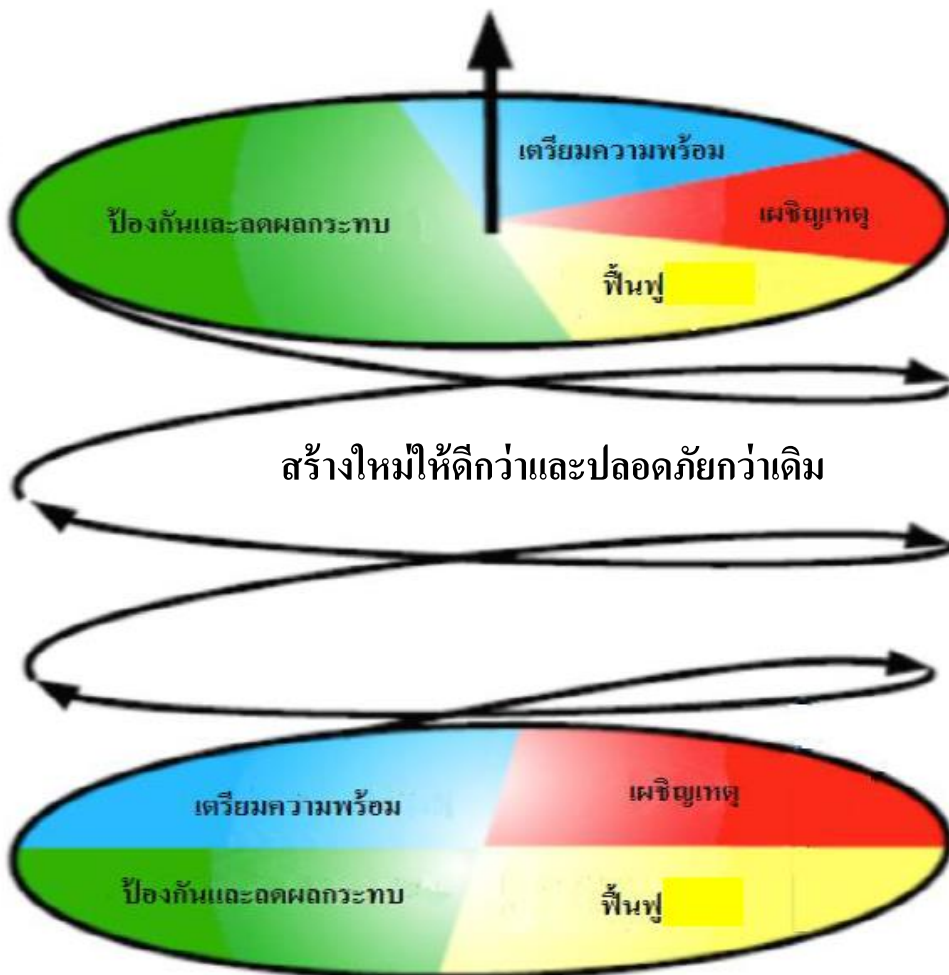 เตรียมความพร้อม
เผชิญเหตุ
ป้องกันและลดผลกระทบ
ฟื้นฟู
สร้างใหม่ให้ดีกว่าและปลอดภัยกว่าเดิม
เตรียมความพร้อม
เผชิญเหตุ
ป้องกันและลดผลกระทบ
ฟื้นฟู